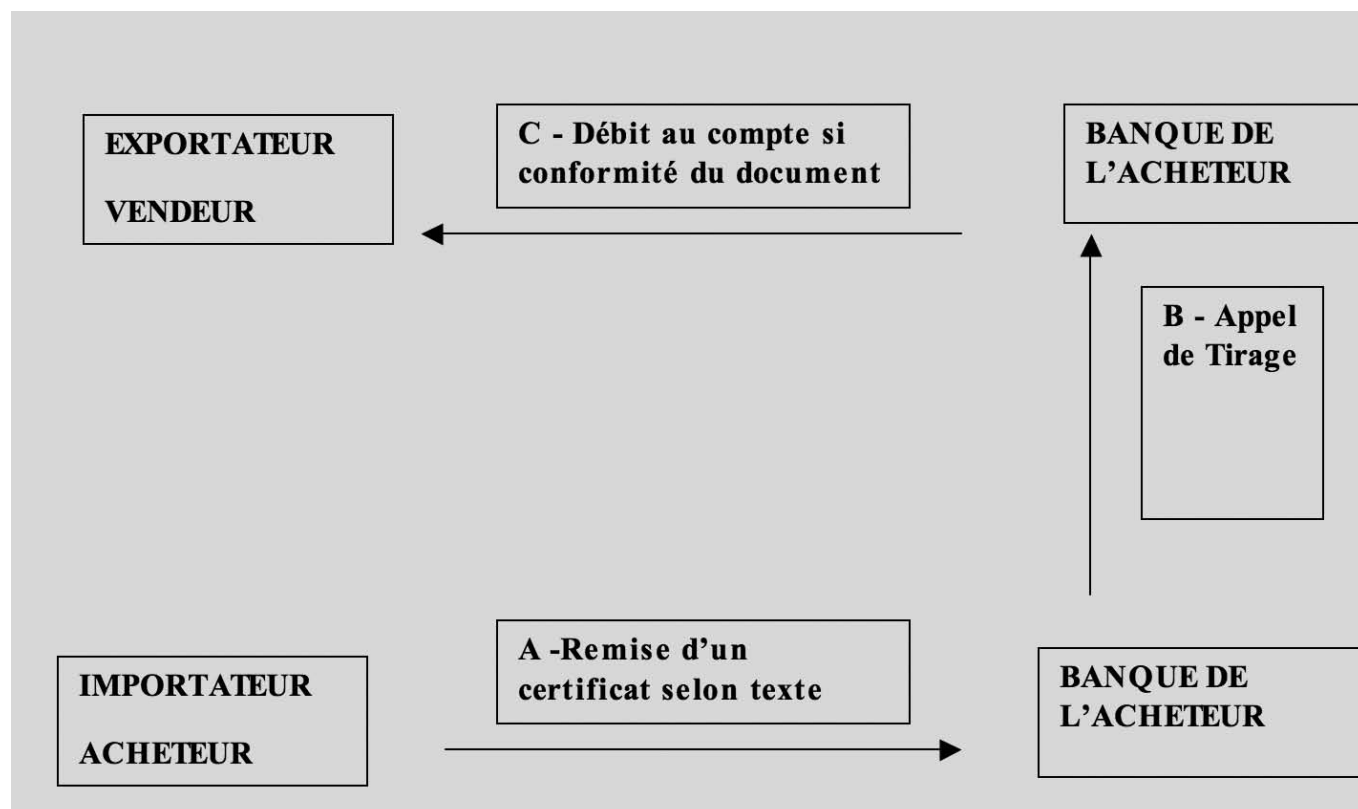 EXPORTATEUR
VENDEUR
C - Débit au compte si
conformité du document
BANQUE DE
L’ACHETEUR
B - Appel
de Tirage
IMPORTATEUR
ACHETEUR
A -Remise d’un
certificat selon texte
BANQUE DE
L’ACHETEUR